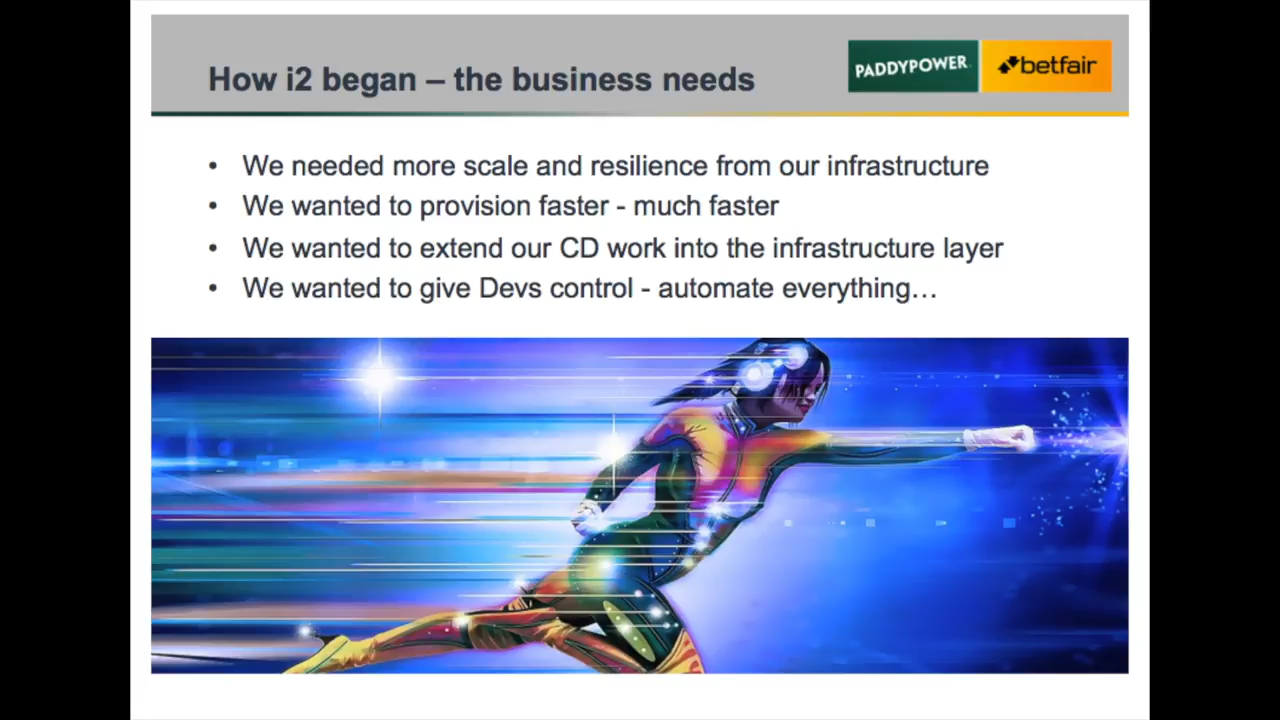 How i2 began – the business needs
PADDYPOWER.
betfair
• We needed more scale and resilience from our infrastructure
• We wanted to provision faster - much faster
• We wanted to extend our CD work into the infrastructure layer
• We wanted to give Devs control - automate everything…